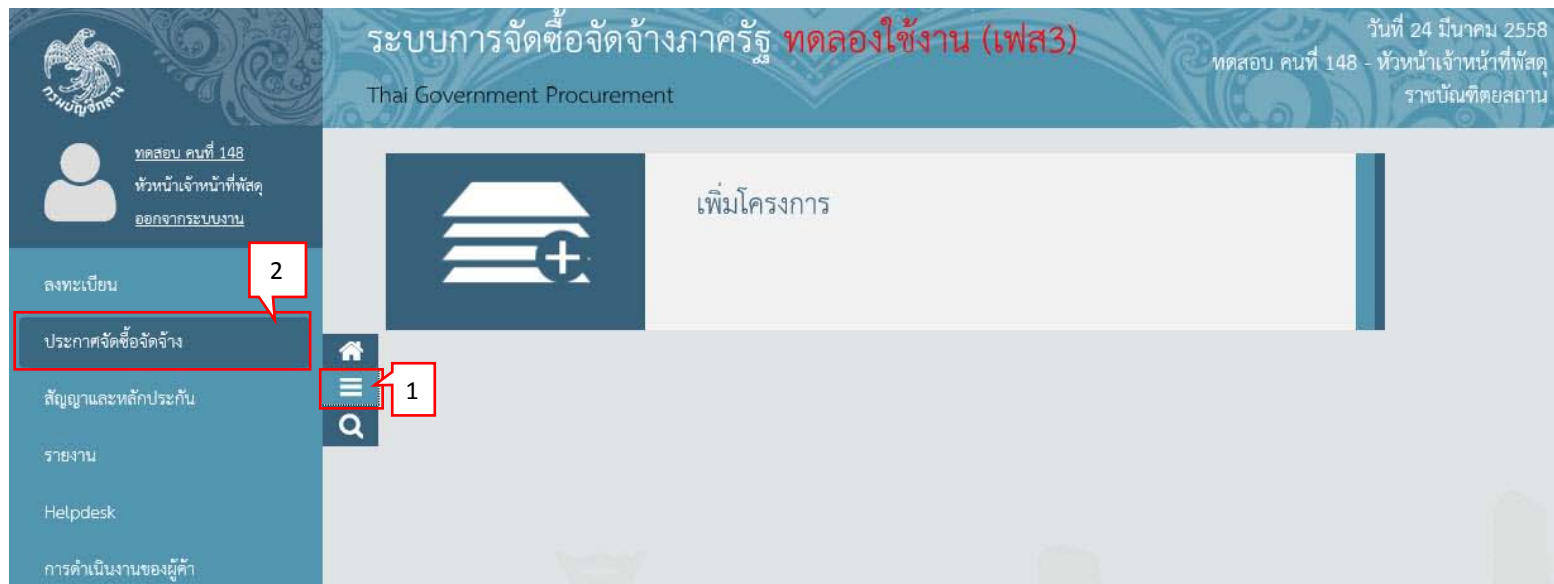 ระบบการจัดซื้อจัดจ้างภาครัฐ ทดลองใช้งาน (เฟส3)
Thai Government Procurement
วันที่ 24 มีนาคม 2558
ทดสอบ คนที่ 148 - หัวหน้าเจ้าหน้าที่พัสดุ
ราชบัณฑิตยสถาน
กรมบัญชีกลาง
ทดสอบ คนที่ 148
หัวหน้าเจ้าหน้าที่พัสดุ
ออกจากระบบงาน
เพิ่มโครงการ
2
ลงทะเบียน
ประกาศจัดซื้อจัดจ้าง
1
สัญญาและหลักประกัน
รายงาน
Helpdesk
การดำเนินงานของผู้ค้า